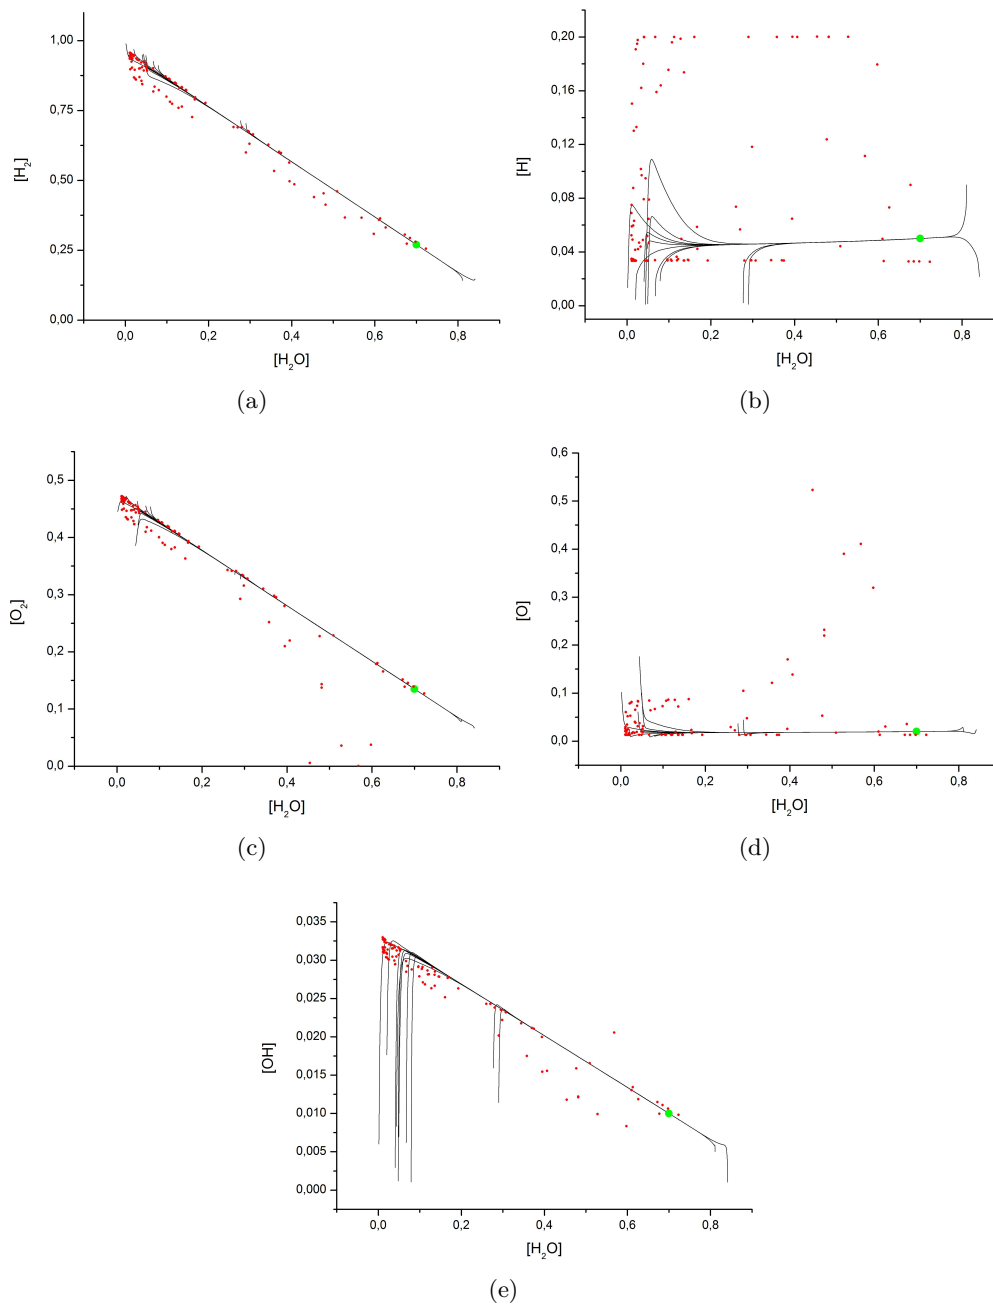 1,00
0,75
0,50
0,25
0,00
[H₂]
0,0 0,2 0,4 0,6 0,8
[H₂O]
(a)
0,20
0,16
0,12
0,08
0,04
0,00
[H]
0,0 0,2 0,4 0,6 0,8
[H₂O]
(b)
0,5
0,4
0,3
0,2
0,1
0,0
[O₂]
0,0 0,2 0,4 0,6 0,8
[H₂O]
(c)
0,6
0,5
0,4
0,3
0,2
0,1
0,0
[O]
0,0 0,2 0,4 0,6 0,8
[H₂O]
(d)
0,035
0,030
0,025
0,020
0,015
0,010
0,005
0,000
[OH]
0,0 0,2 0,4 0,6 0,8
[H₂O]
(e)